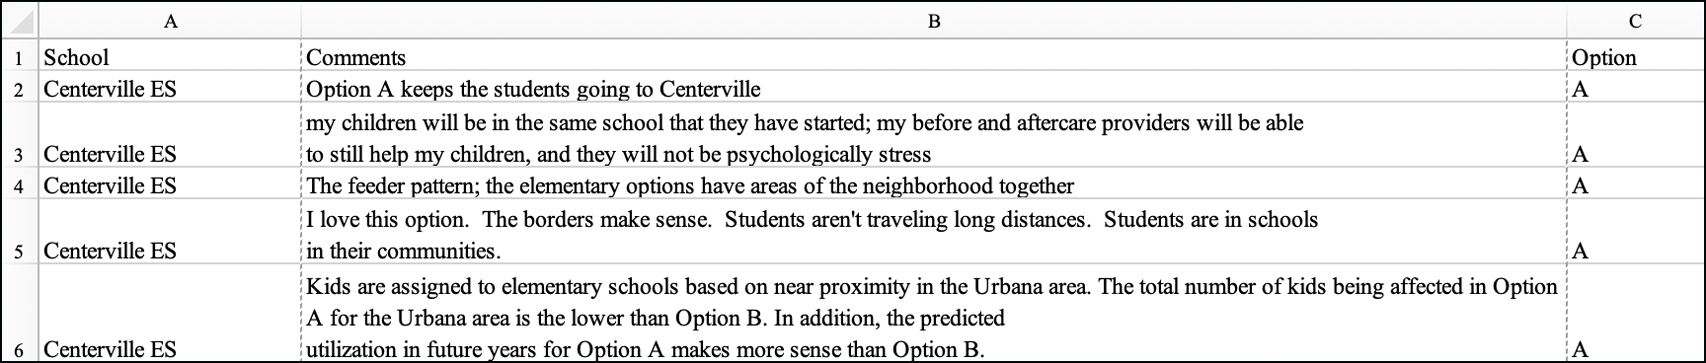 A B C
1 School Comments Option
2 Centerville ES Option A keeps the students going to Centerville A
my children will be in the same school that they have started; my before and aftercare providers will be able
3 Centerville ES to still help my children, and they will not be psychologically stress A
4 Centerville ES The feeder pattern; the elementary options have areas of the neighborhood together A
I love this option.  The borders make sense.  Students aren't traveling long distances.  Students are in schools
5 Centerville ES in their communities. A
Kids are assigned to elementary schools based on near proximity in the Urbana area. The total number of kids being affected in Option
A for the Urbana area is the lower than Option B. In addition, the predicted
6 Centerville ES utilization in future years for Option A makes more sense than Option B. A